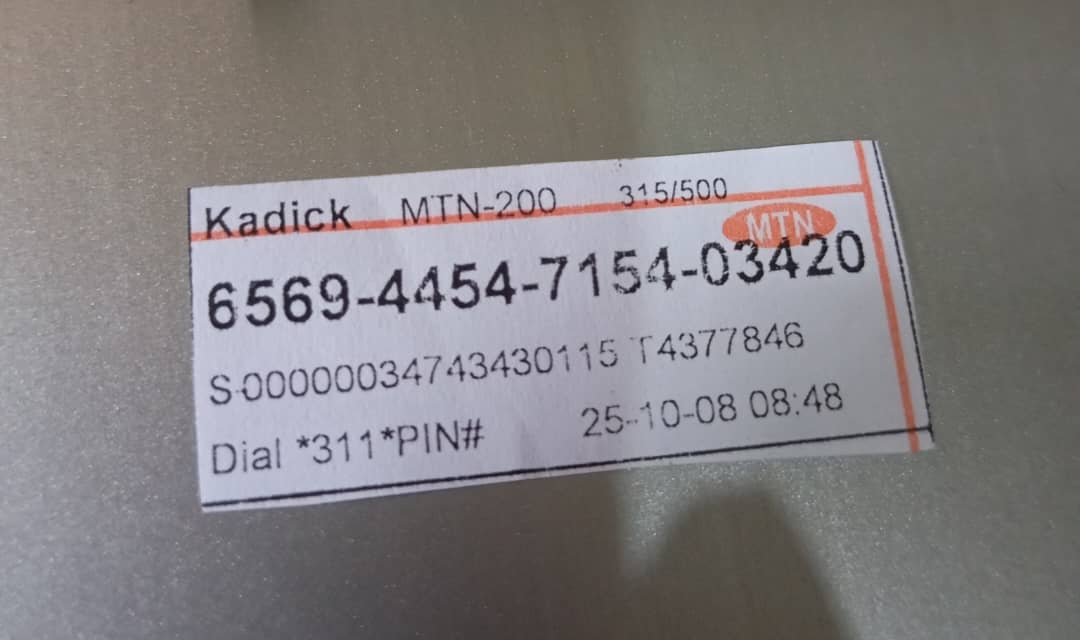 Kadick MTN-200 315/500
MTN
6569-4454-7154-03420
S-00000034743430115 T4377846
Dial *311*PIN# 25-10-08 08:48